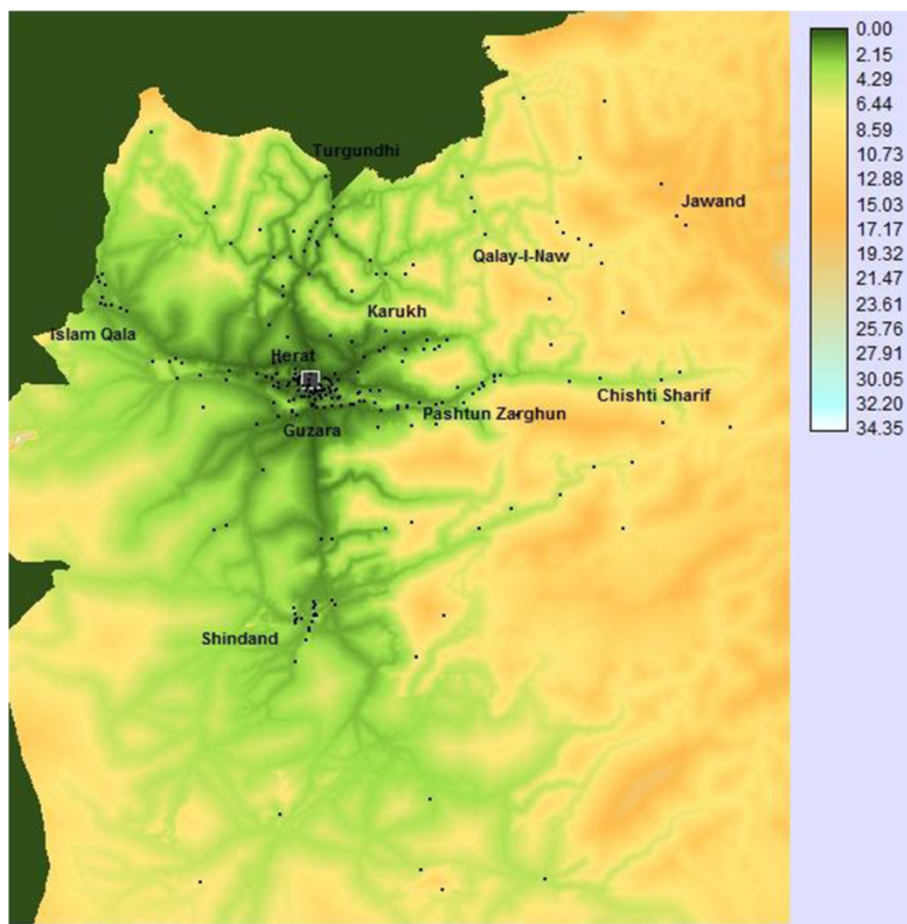 0.00
2.15
4.29
6.44
8.59
10.73
12.88
15.03
17.17
19.32
21.47
23.61
25.76
27.91
30.05
32.20
34.35
Turgundhi
Jawand
Qalay-I-Naw
Karukh
Islam Qala
Herat
Chishti Sharif
Pashtun Zarghun
Guzara
Shindand